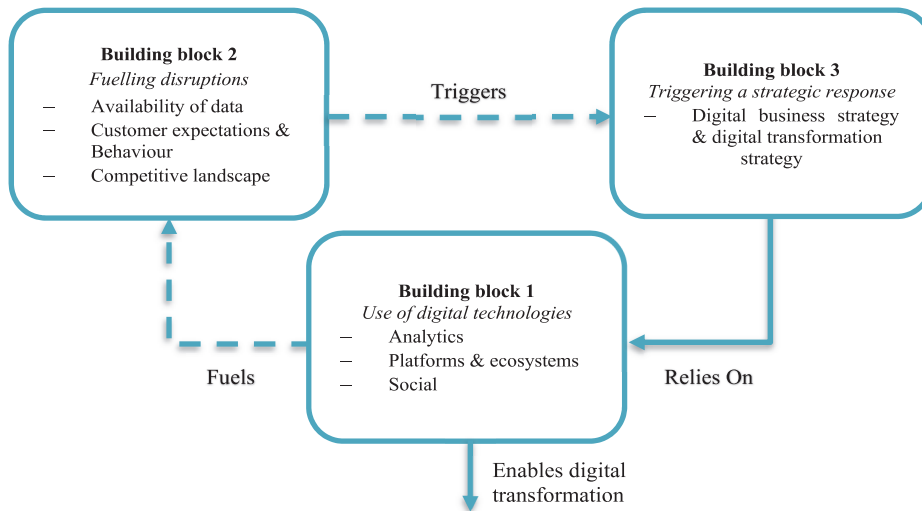 Building block 2
Fuelling disruptions
– Availability of data
– Customer expectations &
Behaviour
– Competitive landscape
Triggers
Building block 3
Triggering a strategic response
– Digital business strategy
& digital transformation
strategy
Building block 1
Use of digital technologies
– Analytics
– Platforms & ecosystems
– Social
Fuels
Relies On
Enables digital
transformation